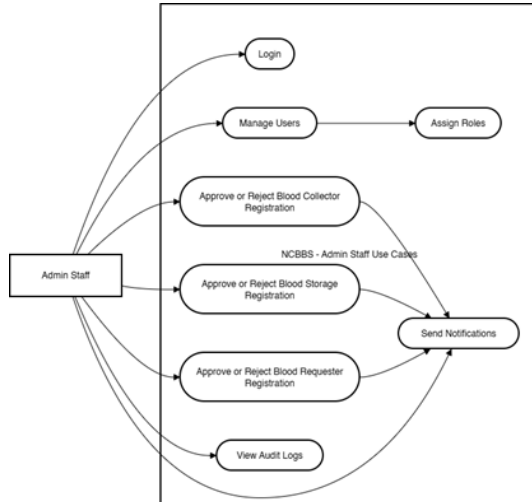 Login
Manage Users
Assign Roles
Approve or Reject Blood Collector
Registration
NCBBS - Admin Staff Use Cases
Admin Staff
Approve or Reject Blood Storage
Registration
Send Notifications
Approve or Reject Blood Requester
Registration
View Audit Logs